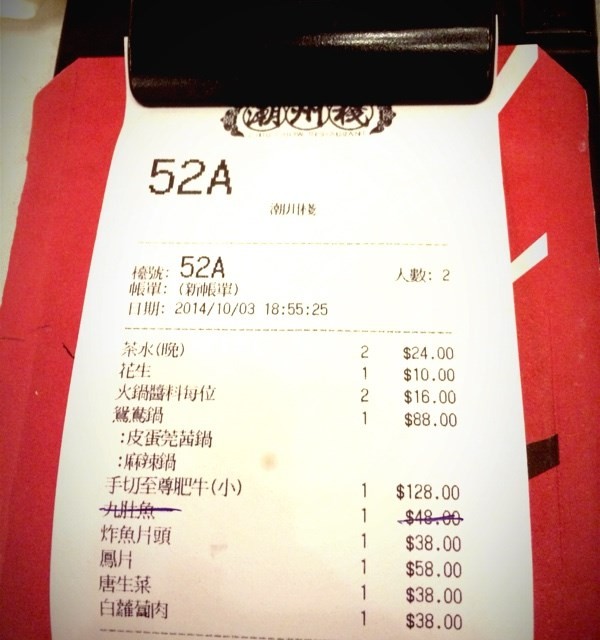 潮州棧
52A
潮州棧
檯號: 52A 人數: 2
帳單: (新帳單)
日期: 2014/10/03 18:55:25
茶水(晚) 2 $24.00
花生 1 $10.00
火鍋醬料每位 2 $16.00
鴛鴦鍋 1 $88.00
:皮蛋芫茜鍋
:麻辣鍋
手切至尊肥牛(小) 1 $128.00
九肚魚 1 $48.00
炸魚片頭 1 $38.00
鳳片 1 $58.00
唐生菜 1 $38.00
白蘿蔔肉 1 $38.00